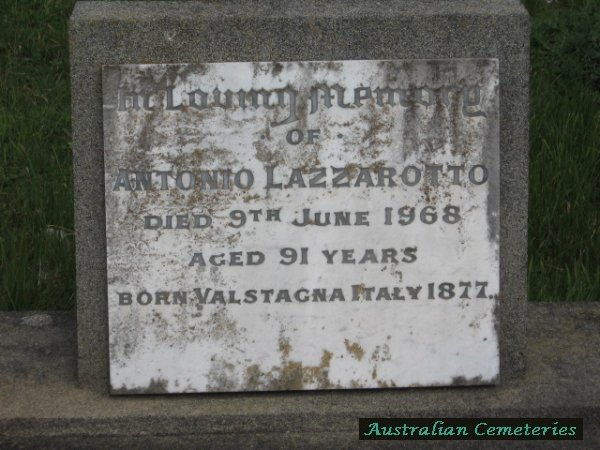 In Loving Memory
· OF ·
ANTONIO LAZZAROTTO
DIED 9TH JUNE 1968
AGED 91 YEARS
BORN VALSTAGNA ITALY 1877.
Australian Cemeteries